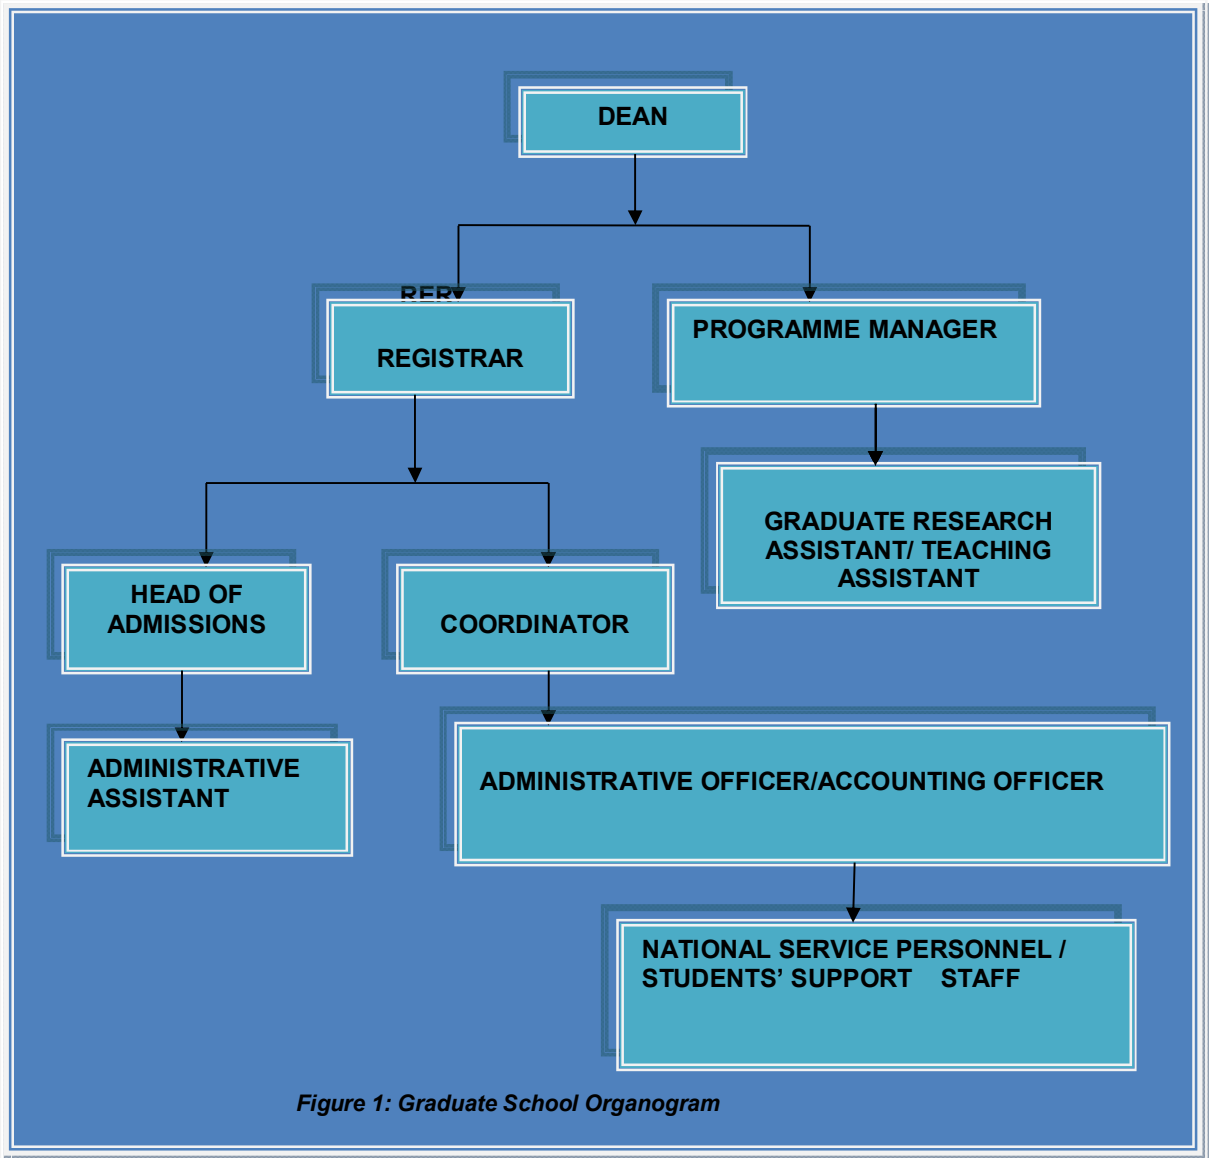 DEAN
RER
REGISTRAR
PROGRAMME MANAGER
GRADUATE RESEARCH
ASSISTANT/ TEACHING
ASSISTANT
HEAD OF
ADMISSIONS
COORDINATOR
ADMINISTRATIVE
ASSISTANT
ADMINISTRATIVE OFFICER/ACCOUNTING OFFICER
NATIONAL SERVICE PERSONNEL /
STUDENTS’ SUPPORT STAFF
Figure 1: Graduate School Organogram